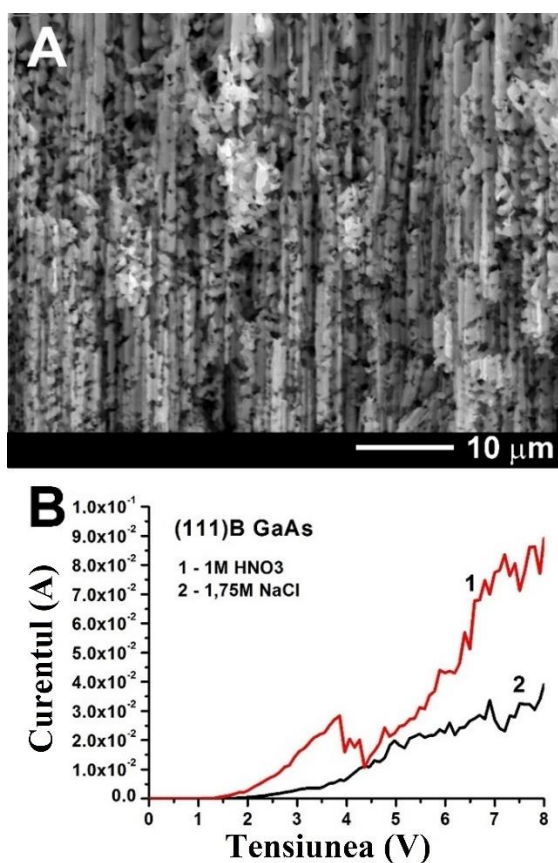 A
10 μm
B
1.0x10⁻¹
9.0x10⁻²
8.0x10⁻²
7.0x10⁻²
6.0x10⁻²
5.0x10⁻²
4.0x10⁻²
3.0x10⁻²
2.0x10⁻²
1.0x10⁻²
0.0
Curentul (A)
(111)B GaAs
1 - 1M HNO3
2 - 1,75M NaCl
1
2
0 1 2 3 4 5 6 7 8
Tensiunea (V)